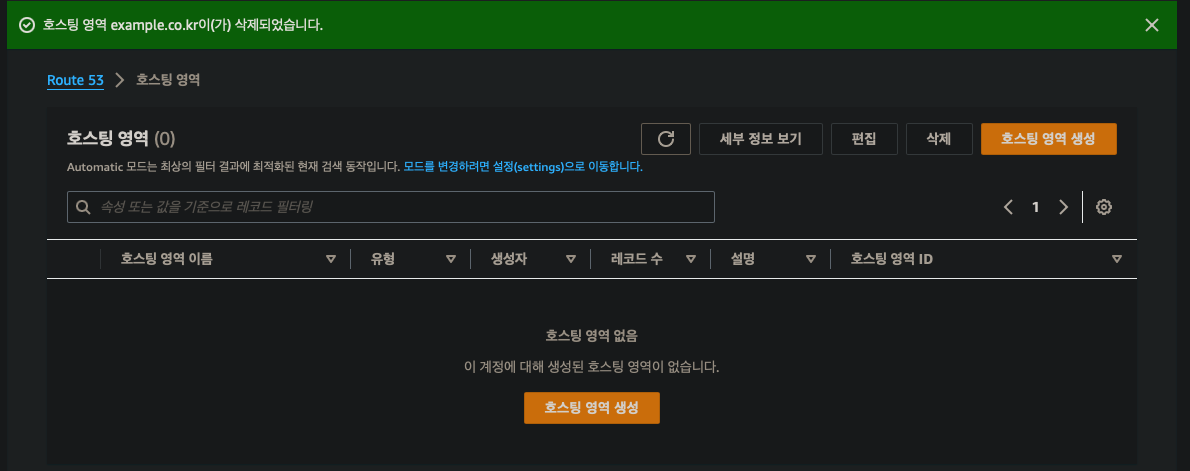 호스팅 영역 example.co.kr이(가) 삭제되었습니다.
Route 53 > 호스팅 영역
호스팅 영역 (0)
세부 정보 보기 편집 삭제 호스팅 영역 생성
Automatic 모드는 최상의 필터 결과에 최적화된 현재 검색 동작입니다. 모드를 변경하려면 설정(settings)으로 이동합니다.
속성 또는 값을 기준으로 레코드 필터링
1
호스팅 영역 이름 유형 생성자 레코드 수 설명 호스팅 영역 ID
호스팅 영역 없음
이 계정에 대해 생성된 호스팅 영역이 없습니다.
호스팅 영역 생성